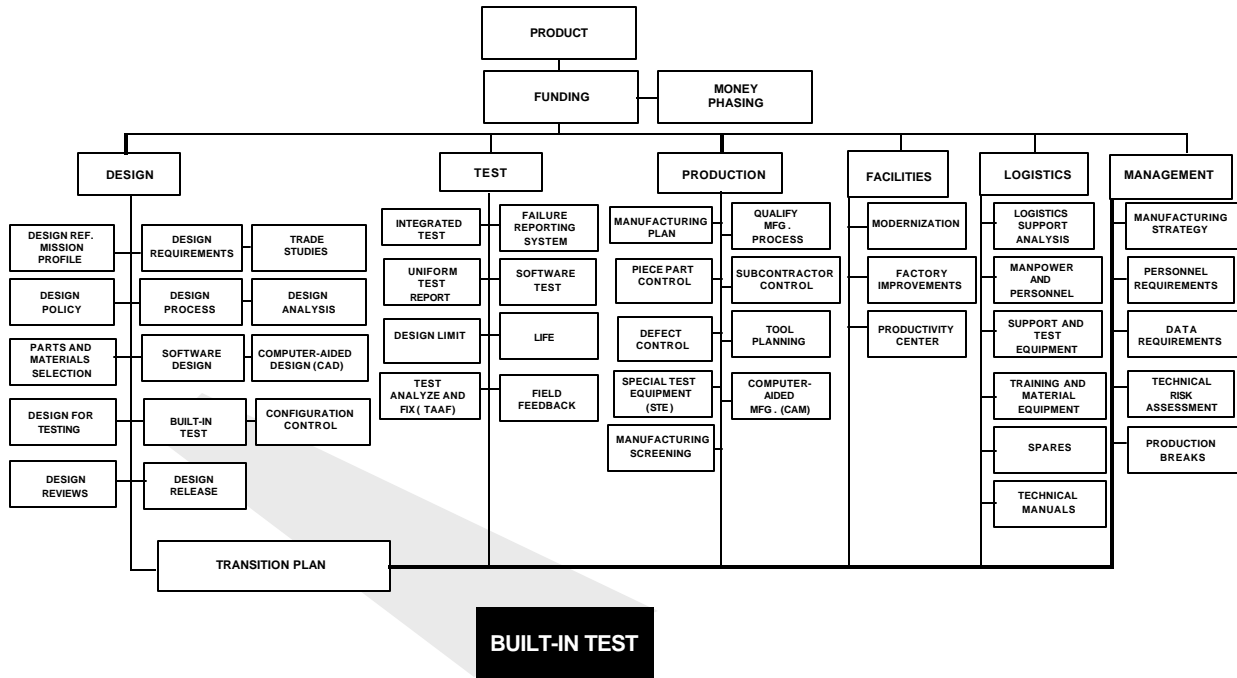 PRODUCT
FUNDING
MONEY
PHASING
DESIGN
TEST
PRODUCTION
FACILITIES
LOGISTICS
MANAGEMENT
DESIGN REF.
MISSION
PROFILE
DESIGN
REQUIREMENTS
TRADE
STUDIES
DESIGN
POLICY
DESIGN
PROCESS
DESIGN
ANALYSIS
PARTS AND
MATERIALS
SELECTION
SOFTWARE
DESIGN
COMPUTER-AIDED
DESIGN (CAD)
DESIGN FOR
TESTING
BUILT-IN
TEST
CONFIGURATION
CONTROL
DESIGN
REVIEWS
DESIGN
RELEASE
INTEGRATED
TEST
FAILURE
REPORTING
SYSTEM
UNIFORM
TEST
REPORT
SOFTWARE
TEST
DESIGN LIMIT
LIFE
TEST
ANALYZE AND
FIX ( TAAF)
FIELD
FEEDBACK
MANUFACTURING
PLAN
QUALIFY
MFG .
PROCESS
PIECE PART
CONTROL
SUBCONTRACTOR
CONTROL
DEFECT
CONTROL
TOOL
PLANNING
SPECIAL TEST
EQUIPMENT
(STE)
COMPUTER-
AIDED
MFG . (CAM)
MANUFACTURING
SCREENING
MODERNIZATION
FACTORY
IMPROVEMENTS
PRODUCTIVITY
CENTER
LOGISTICS
SUPPORT
ANALYSIS
MANPOWER
AND
PERSONNEL
SUPPORT AND
TEST
EQUIPMENT
TRAINING AND
MATERIAL
EQUIPMENT
SPARES
TECHNICAL
MANUALS
MANUFACTURING
STRATEGY
PERSONNEL
REQUIREMENTS
DATA
REQUIREMENTS
TECHNICAL
RISK
ASSESSMENT
PRODUCTION
BREAKS
TRANSITION PLAN
BUILT-IN TEST